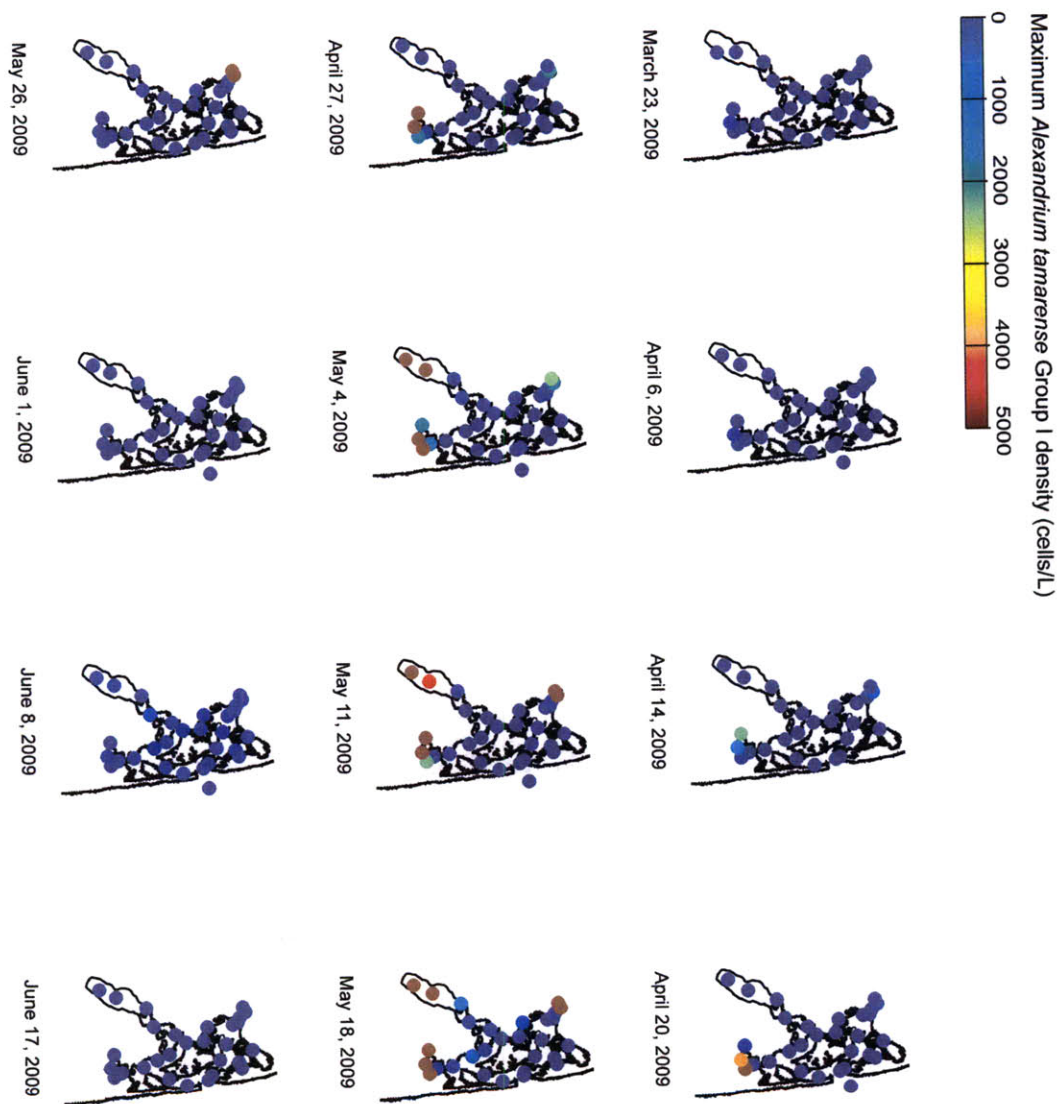 Maximum Alexandrium tamarense Group I density (cells/L)
0 1000 2000 3000 4000 5000
March 23, 2009
April 6, 2009
April 14, 2009
April 20, 2009
April 27, 2009
May 4, 2009
May 11, 2009
May 18, 2009
May 26, 2009
June 1, 2009
June 8, 2009
June 17, 2009